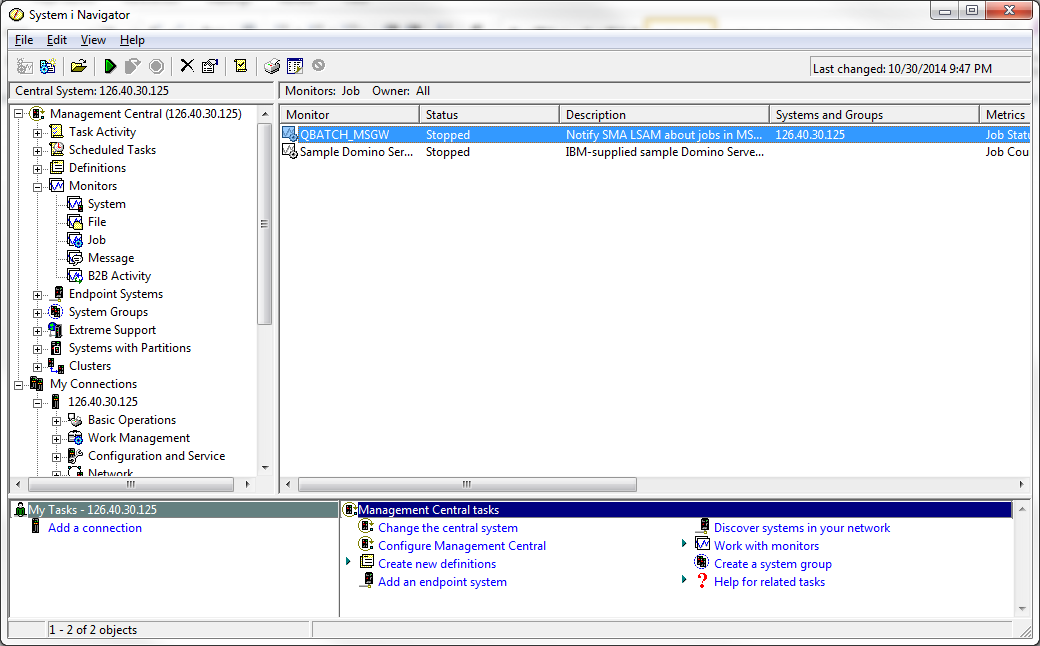 System i Navigator
File Edit View Help
Last changed: 10/30/2014 9:47 PM
Central System: 126.40.30.125
Monitors: Job Owner: All
Management Central (126.40.30.125)
Task Activity
Scheduled Tasks
Definitions
Monitors
System
File
Job
Message
B2B Activity
Endpoint Systems
System Groups
Extreme Support
Systems with Partitions
Clusters
My Connections
126.40.30.125
Basic Operations
Work Management
Configuration and Service
Network
Monitor Status Description Systems and Groups Metrics
QBATCH_MSGW Stopped Notify SMA LSAM about jobs in MS... 126.40.30.125 Job Statu
Sample Domino Ser... Stopped IBM-supplied sample Domino Serve... Job Cou
My Tasks - 126.40.30.125
Add a connection
Management Central tasks
Change the central system
Configure Management Central
Create new definitions
Add an endpoint system
Discover systems in your network
Work with monitors
Create a system group
Help for related tasks
1 - 2 of 2 objects